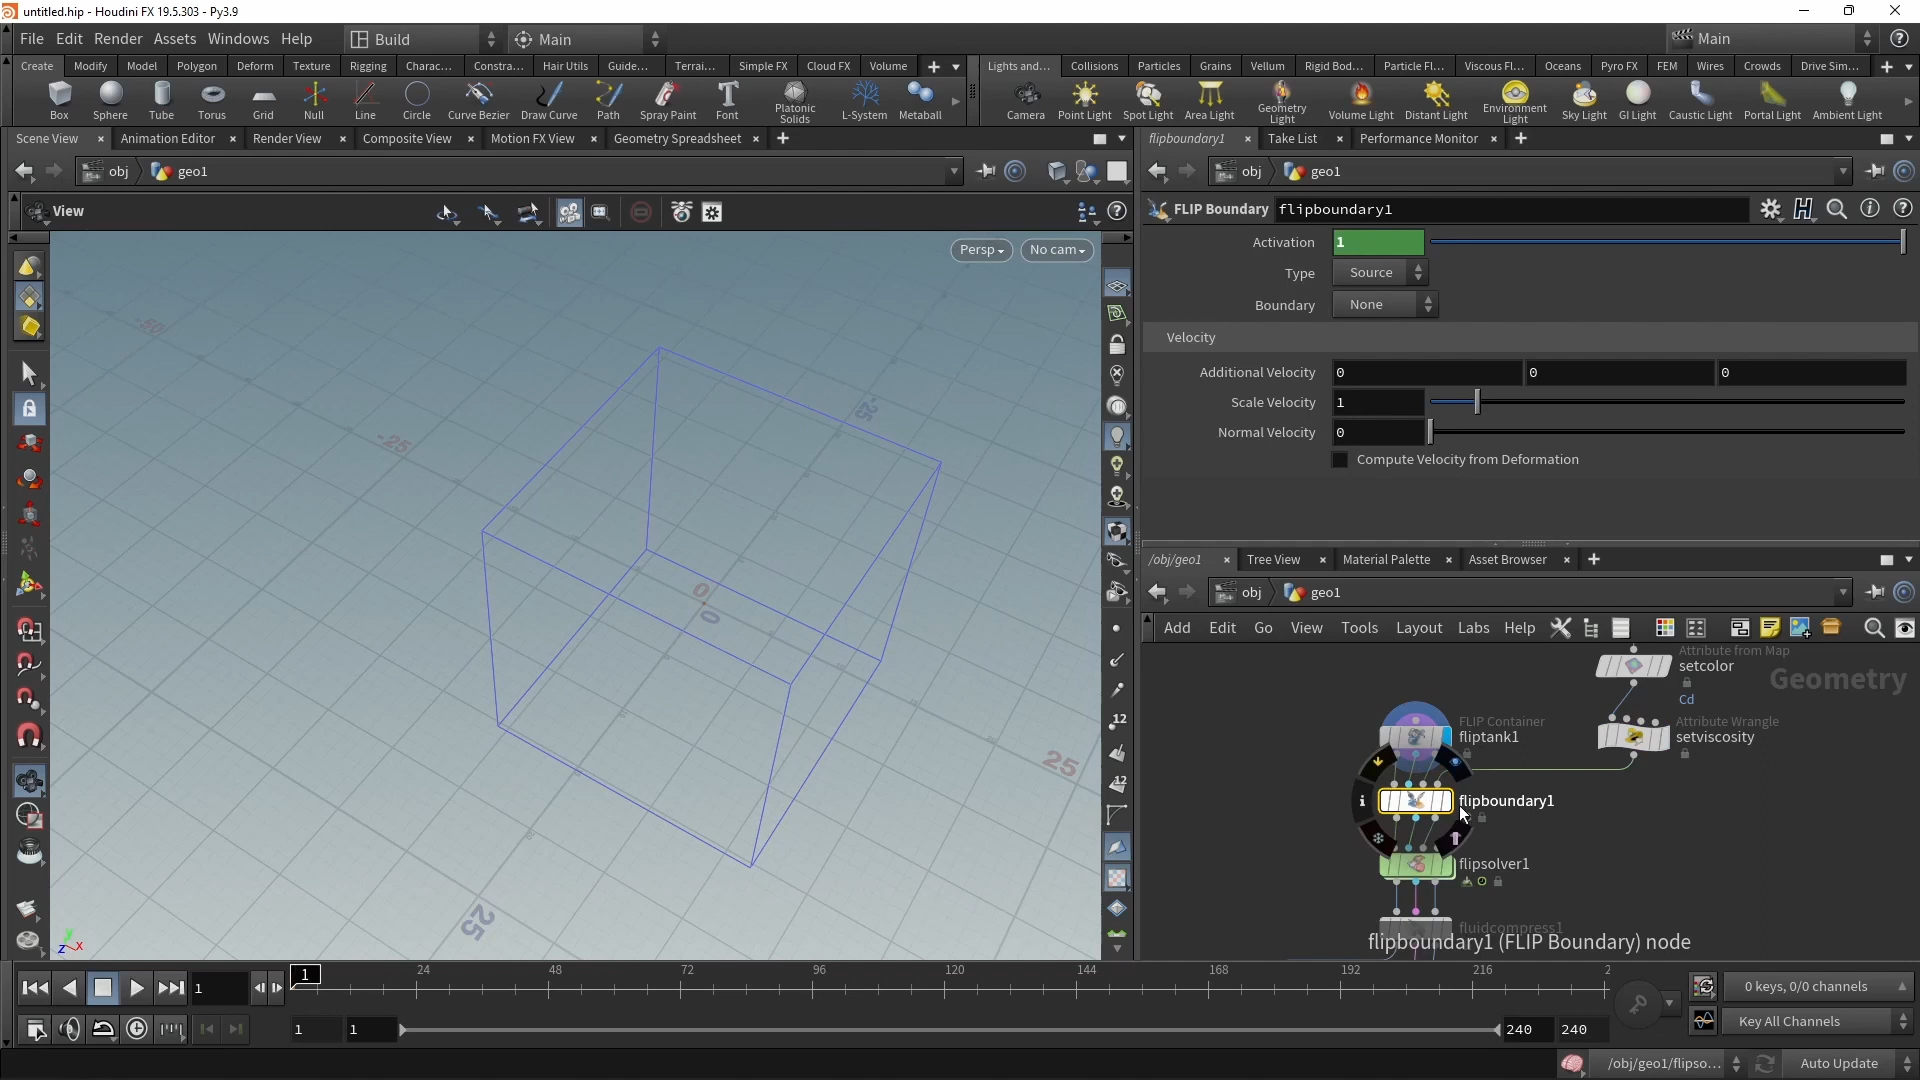 untitled.hip - Houdini FX 19.5.303 - Py3.9
File Edit Render Assets Windows Help Build Main Main
Create Modify Model Polygon Deform Texture Rigging Charac... Constra... Hair Utils Guide... Terrai... Simple FX Cloud FX Volume
Lights and... Collisions Particles Grains Vellum Rigid Bod... Particle Fl... Viscous Fl... Oceans Pyro FX FEM Wires Crowds Drive Sim...
Box Sphere Tube Torus Grid Null Line Circle Curve Bezier Draw Curve Path Spray Paint Font Platonic Solids L-System Metaball
Camera Point Light Spot Light Area Light Geometry Light Volume Light Distant Light Environment Light Sky Light GI Light Caustic Light Portal Light Ambient Light
Scene View Animation Editor Render View Composite View Motion FX View Geometry Spreadsheet
flipboundary1 Take List Performance Monitor
obj geo1
obj geo1
View
Persp No cam
FLIP Boundary flipboundary1
Activation 1
Type Source
Boundary None
Velocity
Additional Velocity 0 0 0
Scale Velocity 1
Normal Velocity 0
Compute Velocity from Deformation
-50
-25
-25
0
0
25
25
12
12
z x
y
/obj/geo1 Tree View Material Palette Asset Browser
obj geo1
Add Edit Go View Tools Layout Labs Help
Geometry
Attribute from Map
setcolor
Cd
Attribute Wrangle
setviscosity
FLIP Container
fliptank1
flipboundary1
flipsolver1
fluidcompress1
flipboundary1 (FLIP Boundary) node
1
1 24 48 72 96 120 144 168 192 216 2
1 1 240 240
0 keys, 0/0 channels
Key All Channels
/obj/geo1/flipso... Auto Update